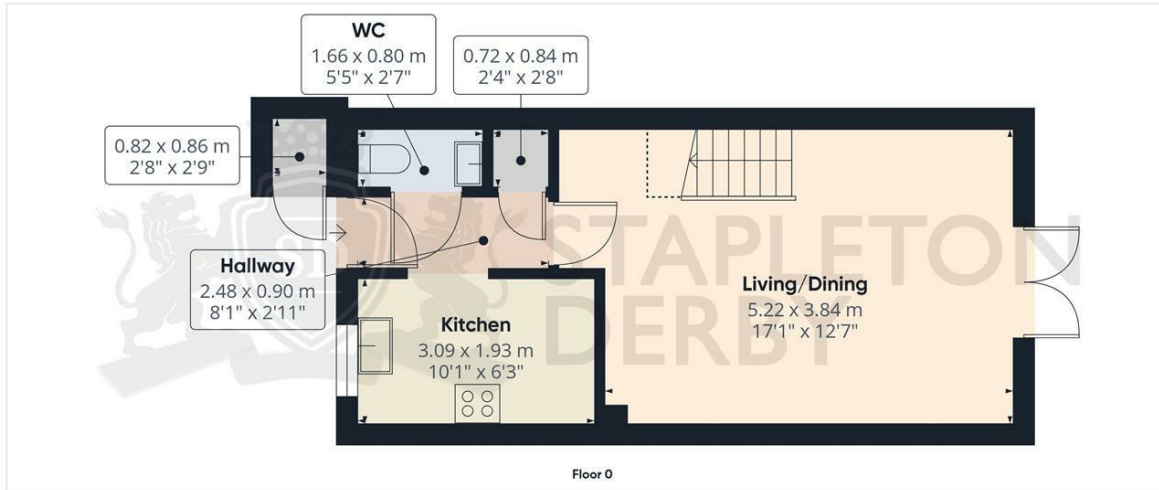 WC
1.66 x 0.80 m
5'5" x 2'7"
0.72 x 0.84 m
2'4" x 2'8"
0.82 x 0.86 m
2'8" x 2'9"
Hallway
2.48 x 0.90 m
8'1" x 2'11"
Kitchen
3.09 x 1.93 m
10'1" x 6'3"
Living/Dining
5.22 x 3.84 m
17'1" x 12'7"
STAPLETON
DERBY
Floor 0